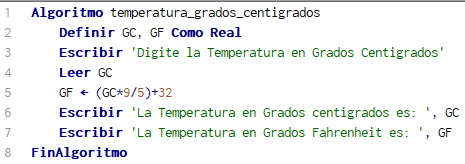 1 Algoritmo temperatura_grados_centigrados
2 Definir GC, GF Como Real
3 Escribir 'Digite la Temperatura en Grados Centigrados'
4 Leer GC
5 GF ← (GC*9/5)+32
6 Escribir 'La Temperatura en Grados centigrados es: ', GC
7 Escribir 'La Temperatura en Grados Fahrenheit es: ', GF
8 FinAlgoritmo